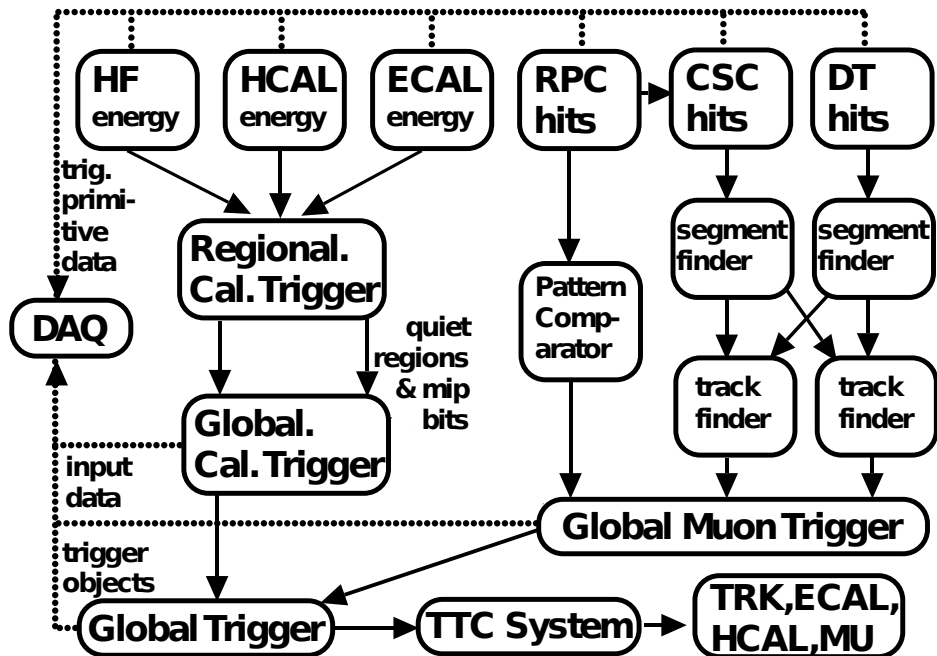 HF
energy
HCAL
energy
ECAL
energy
RPC
hits
CSC
hits
DT
hits
trig.
primi-
tive
data
segment
finder
segment
finder
Regional.
Cal. Trigger
Pattern
Comp-
arator
DAQ
quiet
regions
& mip
bits
track
finder
track
finder
Global.
Cal. Trigger
input
data
Global Muon Trigger
trigger
objects
Global Trigger
TTC System
TRK,ECAL,
HCAL,MU